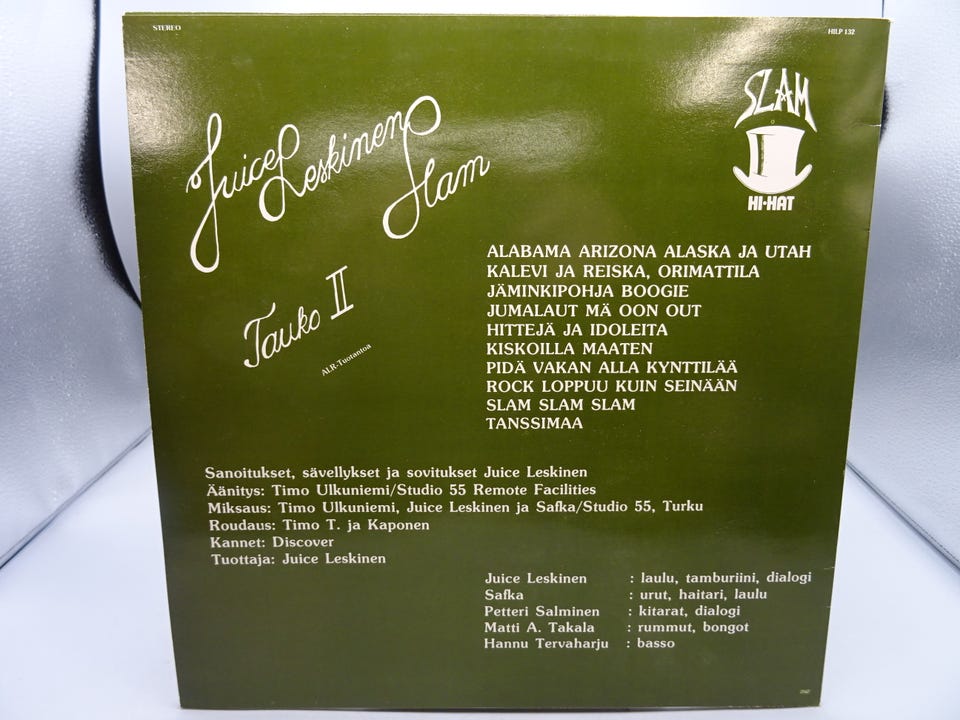 STEREO
HILP 132
Juice Leskinen
Slam
SLAM
HI-HAT
Tauko II
ALR-Tuotantoa
ALABAMA ARIZONA ALASKA JA UTAH
KALEVI JA REISKA, ORIMATTILA
JÄMINKIPOHJA BOOGIE
JUMALAUT MÄ OON OUT
HITTEJÄ JA IDOLEITA
KISKOILLA MAATEN
PIDÄ VAKAN ALLA KYNTTILÄÄ
ROCK LOPPUU KUIN SEINÄÄN
SLAM SLAM SLAM
TANSSIMAA
Sanoitukset, sävellykset ja sovitukset Juice Leskinen
Äänitys: Timo Ulkuniemi/Studio 55 Remote Facilities
Miksaus: Timo Ulkuniemi, Juice Leskinen ja Safka/Studio 55, Turku
Roudaus: Timo T. ja Kaponen
Kannet: Discover
Tuottaja: Juice Leskinen
Juice Leskinen : laulu, tamburiini, dialogi
Safka : urut, haitari, laulu
Petteri Salminen : kitarat, dialogi
Matti A. Takala : rummut, bongot
Hannu Tervaharju : basso